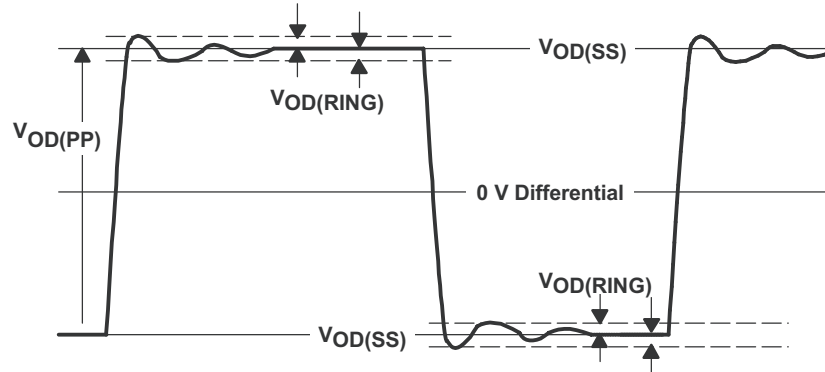 VOD(SS)
VOD(RING)
VOD(PP)
0 V Differential
VOD(RING)
VOD(SS)